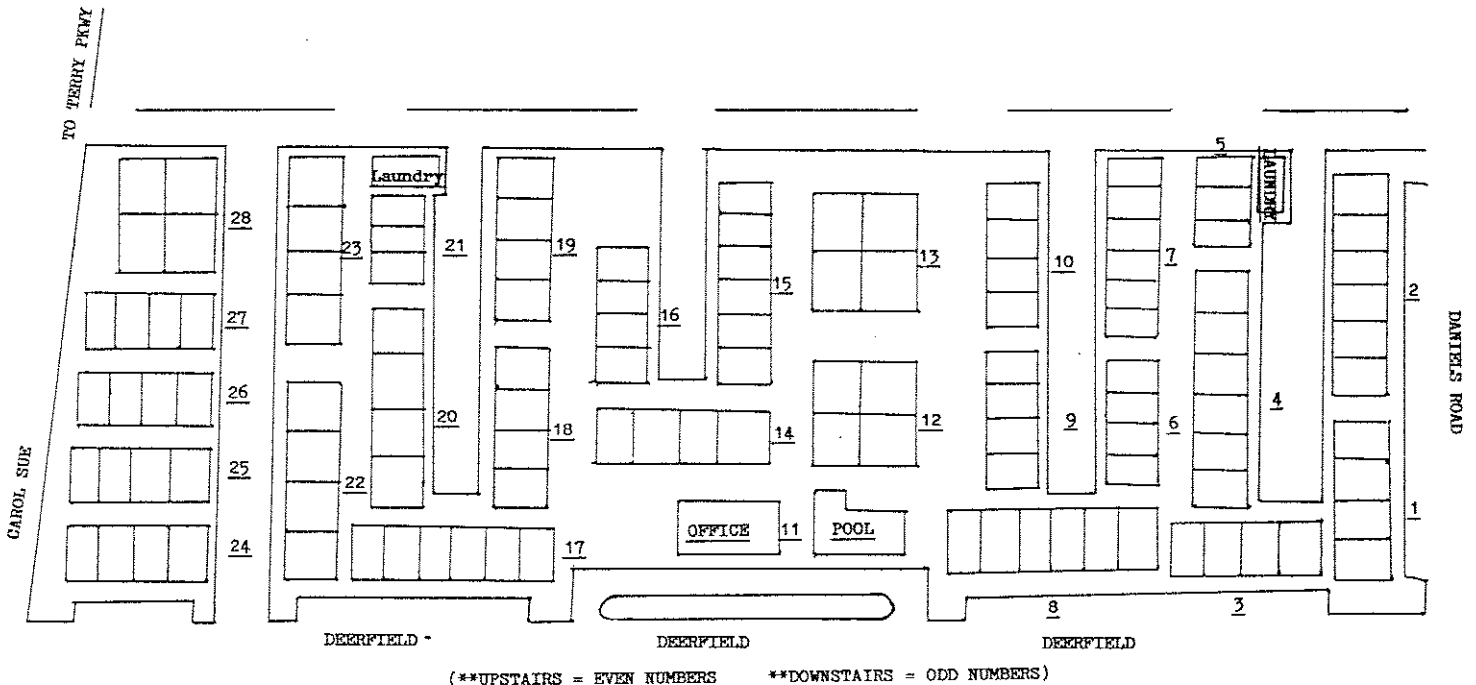 TO TERRY PKWY
Laundry
5
LAUNDRY
28
23
21
19
13
10
7
15
2
27
16
DANIELS ROAD
26
20
18
14
12
9
6
4
CAROL SUE
25
22
1
24
17
OFFICE
11
POOL
8
3
DEERFIELD
DEERFIELD
DEERFIELD
(**UPSTAIRS = EVEN NUMBERS **DOWNSTAIRS = ODD NUMBERS)